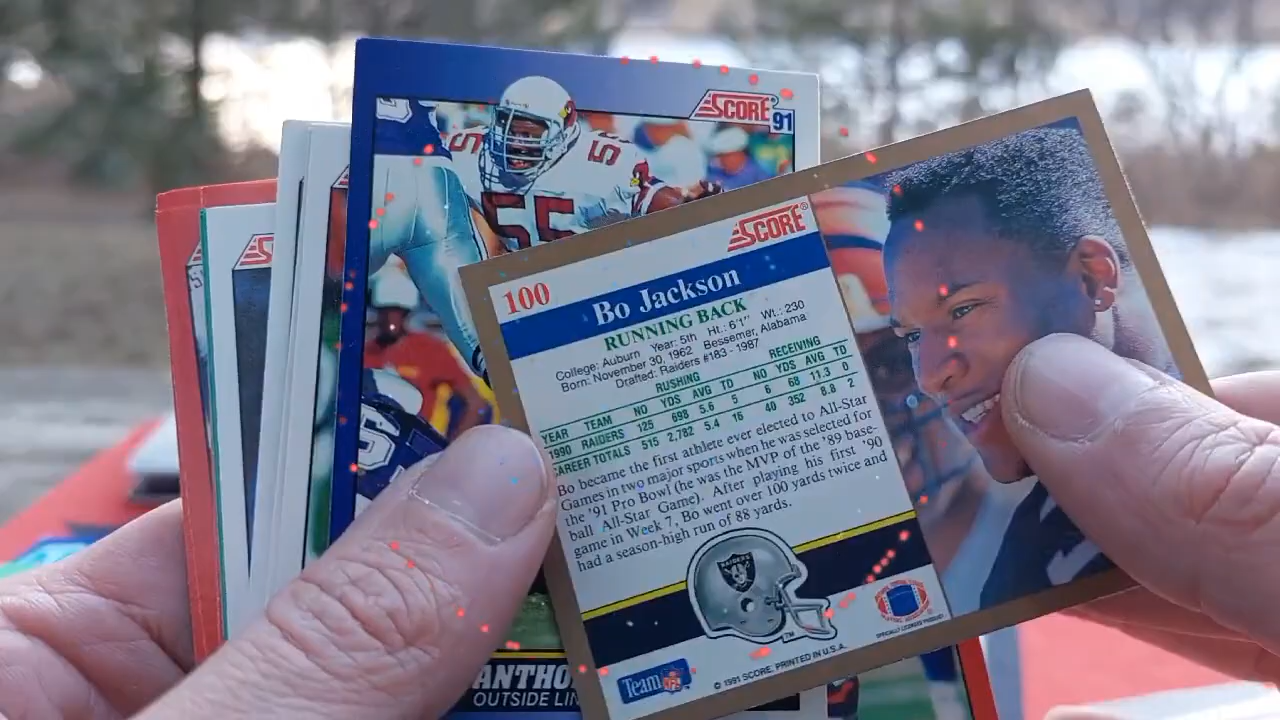 SCORE 91
55
55
55
SCORE
100
Bo Jackson
RUNNING BACK
College: Auburn Year: 5th Ht.: 6'1" Wt.: 230
Born: November 30, 1962 Bessemer, Alabama
Drafted: Raiders #183 - 1987
RUSHING RECEIVING
YEAR TEAM NO YDS AVG TD NO YDS AVG TD
1990 RAIDERS 125 698 5.6 5 6 68 11.3 0
CAREER TOTALS 515 2,782 5.4 16 40 352 8.8 2
Bo became the first athlete ever elected to All-Star
Games in two major sports when he was selected for
the '91 Pro Bowl (he was the MVP of the '89 base-
ball All-Star Game). After playing his first '90
game in Week 7, Bo went over 100 yards twice and
had a season-high run of 88 yards.
RAIDERS
TM
Team NFL
© 1991 SCORE, PRINTED IN U.S.A.
SPECIALLY LICENSED PRODUCT
ANTHO
OUTSIDE LIN